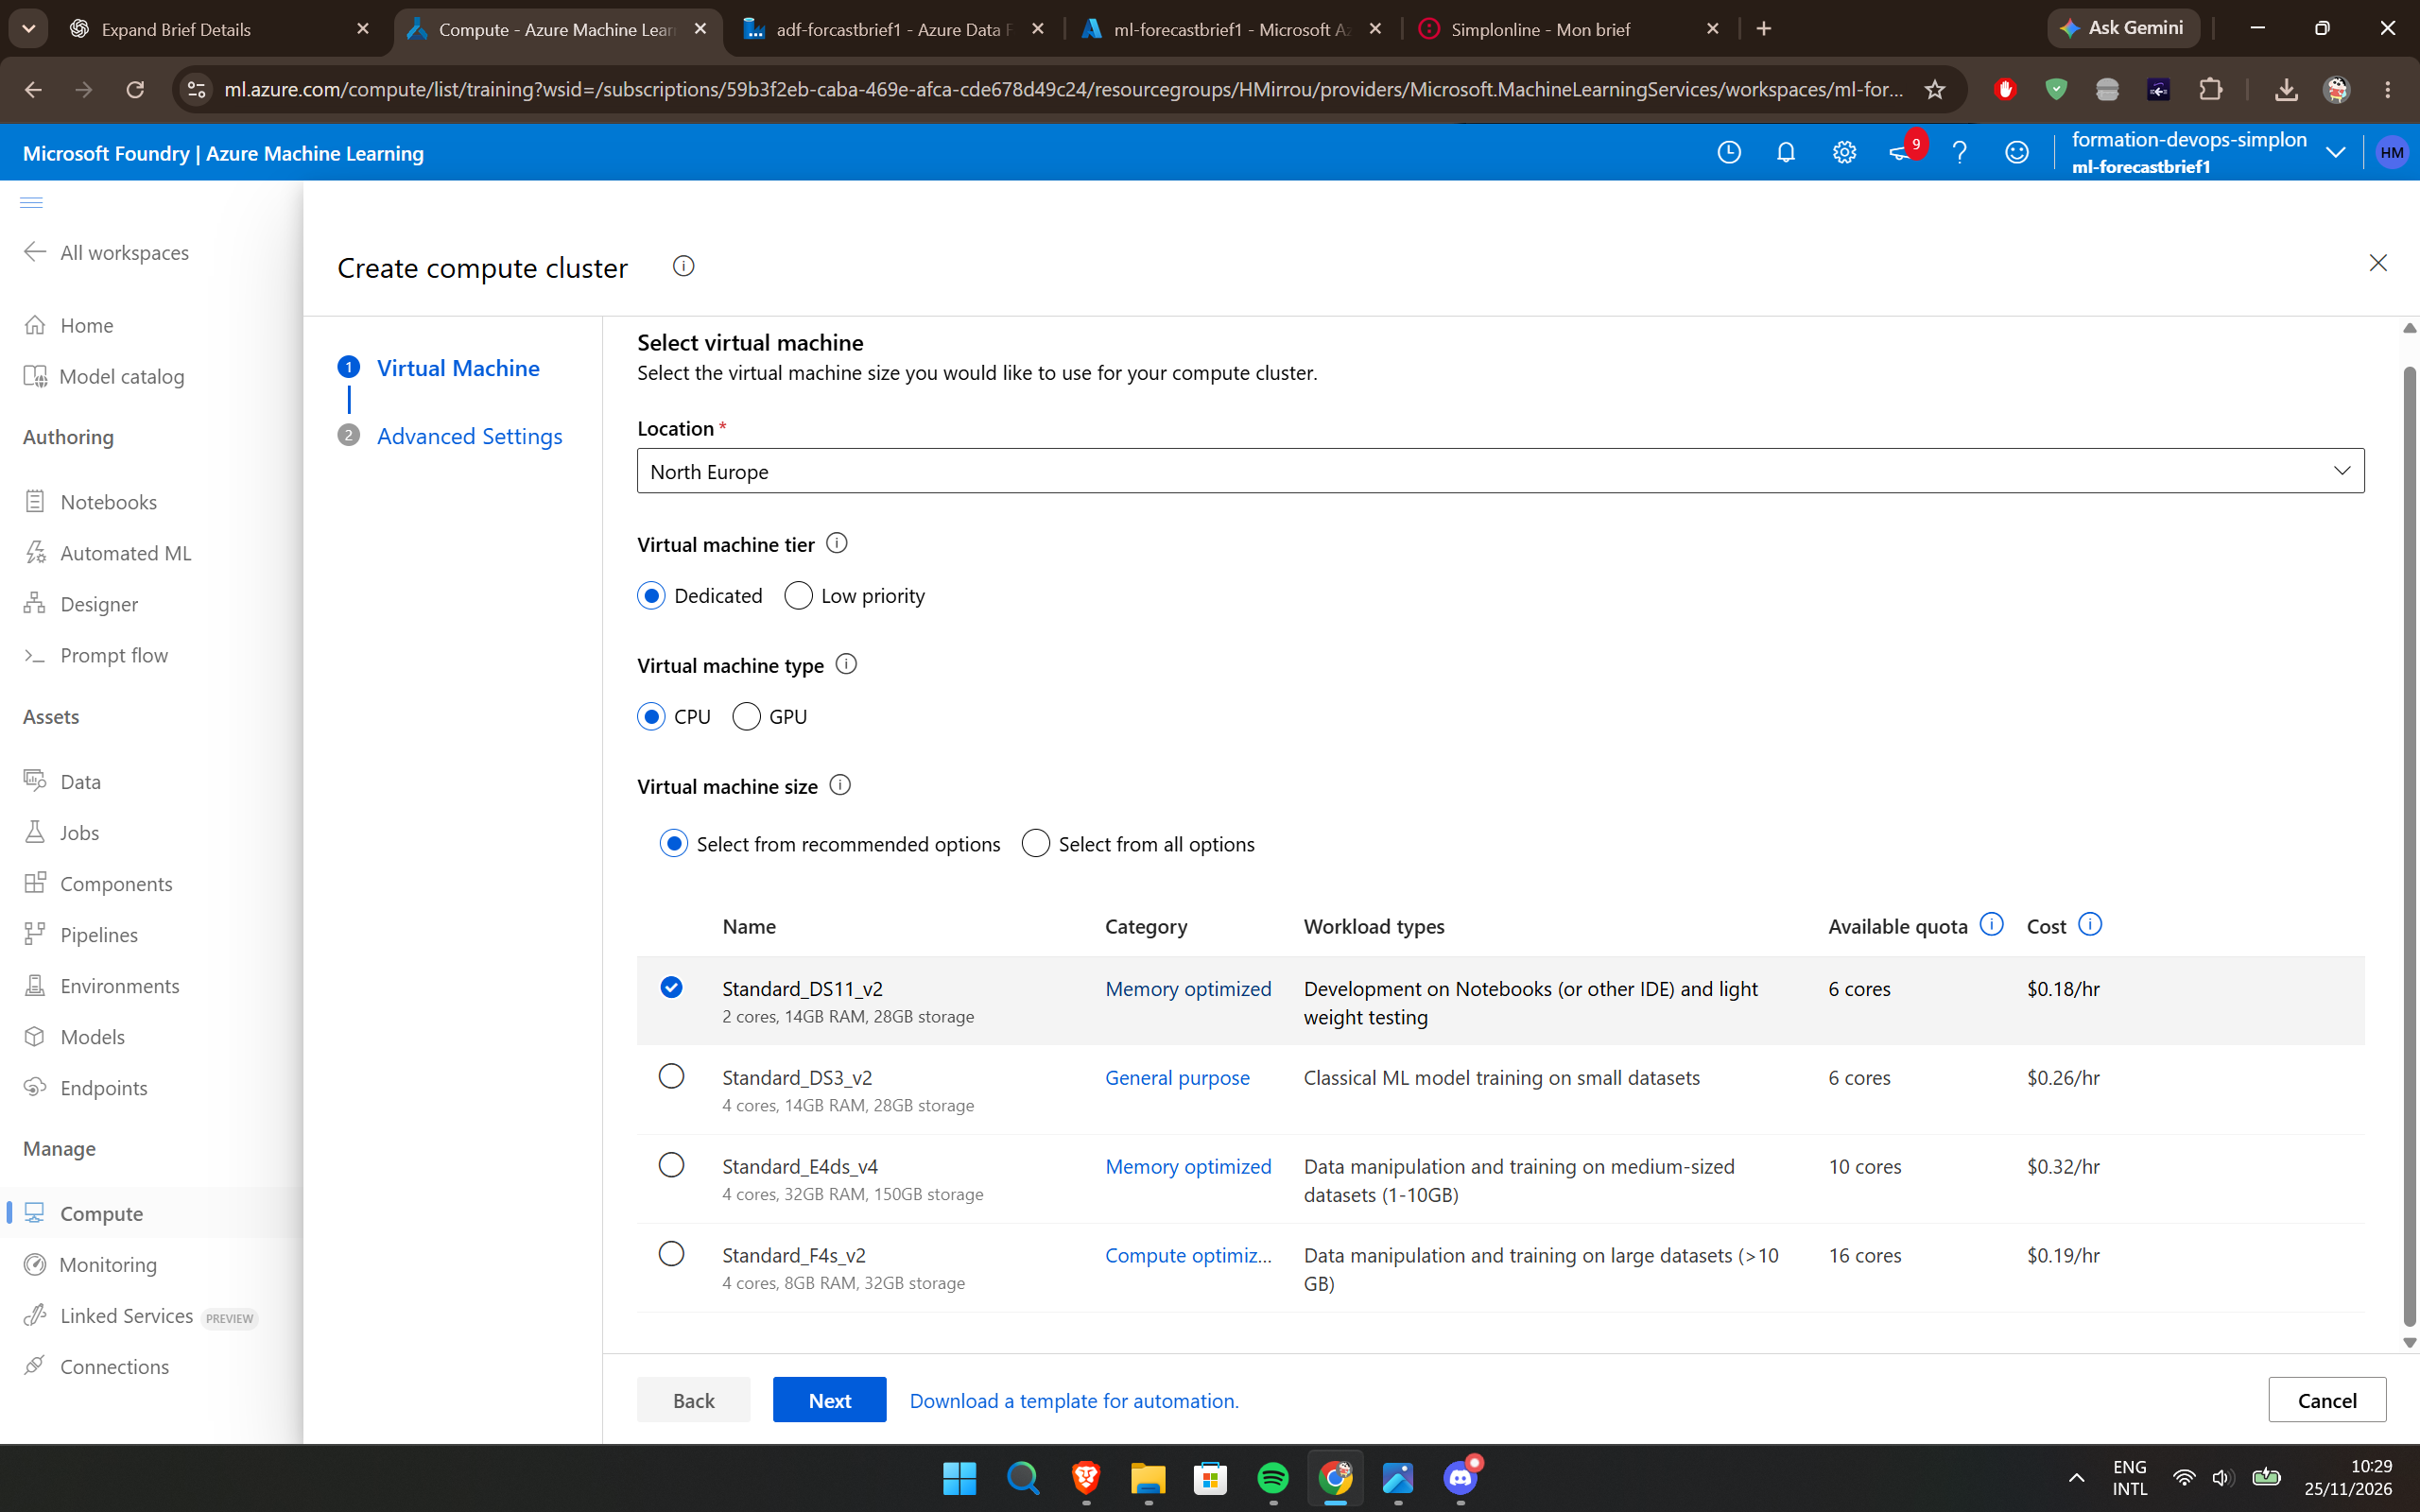 Expand Brief Details
Compute - Azure Machine Lear
adf-forcastbrief1 - Azure Data F
ml-forecastbrief1 - Microsoft Az
Simplonline - Mon brief
Ask Gemini
ml.azure.com/compute/list/training?wsid=/subscriptions/59b3f2eb-caba-469e-afca-cde678d49c24/resourcegroups/HMirrou/providers/Microsoft.MachineLearningServices/workspaces/ml-for...
Microsoft Foundry | Azure Machine Learning
9
formation-devops-simplon
ml-forecastbrief1
HM
All workspaces
Home
Model catalog
Authoring
Notebooks
Automated ML
Designer
Prompt flow
Assets
Data
Jobs
Components
Pipelines
Environments
Models
Endpoints
Manage
Compute
Monitoring
Linked Services PREVIEW
Connections
Create compute cluster
1 Virtual Machine
2 Advanced Settings
Select virtual machine
Select the virtual machine size you would like to use for your compute cluster.
Location *
North Europe
Virtual machine tier
Dedicated Low priority
Virtual machine type
CPU GPU
Virtual machine size
Select from recommended options Select from all options
Name Category Workload types Available quota Cost
Standard_DS11_v2 Memory optimized Development on Notebooks (or other IDE) and light 6 cores $0.18/hr
2 cores, 14GB RAM, 28GB storage weight testing
Standard_DS3_v2 General purpose Classical ML model training on small datasets 6 cores $0.26/hr
4 cores, 14GB RAM, 28GB storage
Standard_E4ds_v4 Memory optimized Data manipulation and training on medium-sized 10 cores $0.32/hr
4 cores, 32GB RAM, 150GB storage datasets (1-10GB)
Standard_F4s_v2 Compute optimiz... Data manipulation and training on large datasets (>10 16 cores $0.19/hr
4 cores, 8GB RAM, 32GB storage GB)
Back Next Download a template for automation. Cancel
ENG
INTL
10:29
25/11/2026